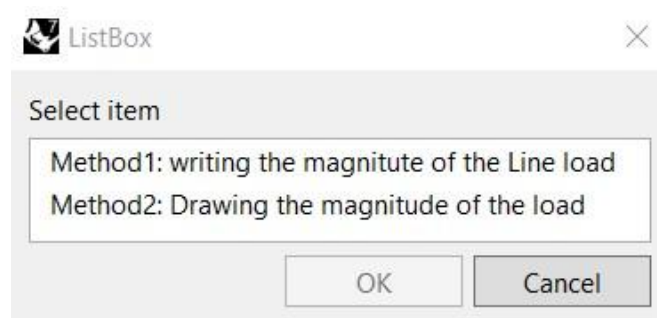 7 ListBox
Select item
Method1: writing the magnitute of the Line load
Method2: Drawing the magnitude of the load
OK Cancel